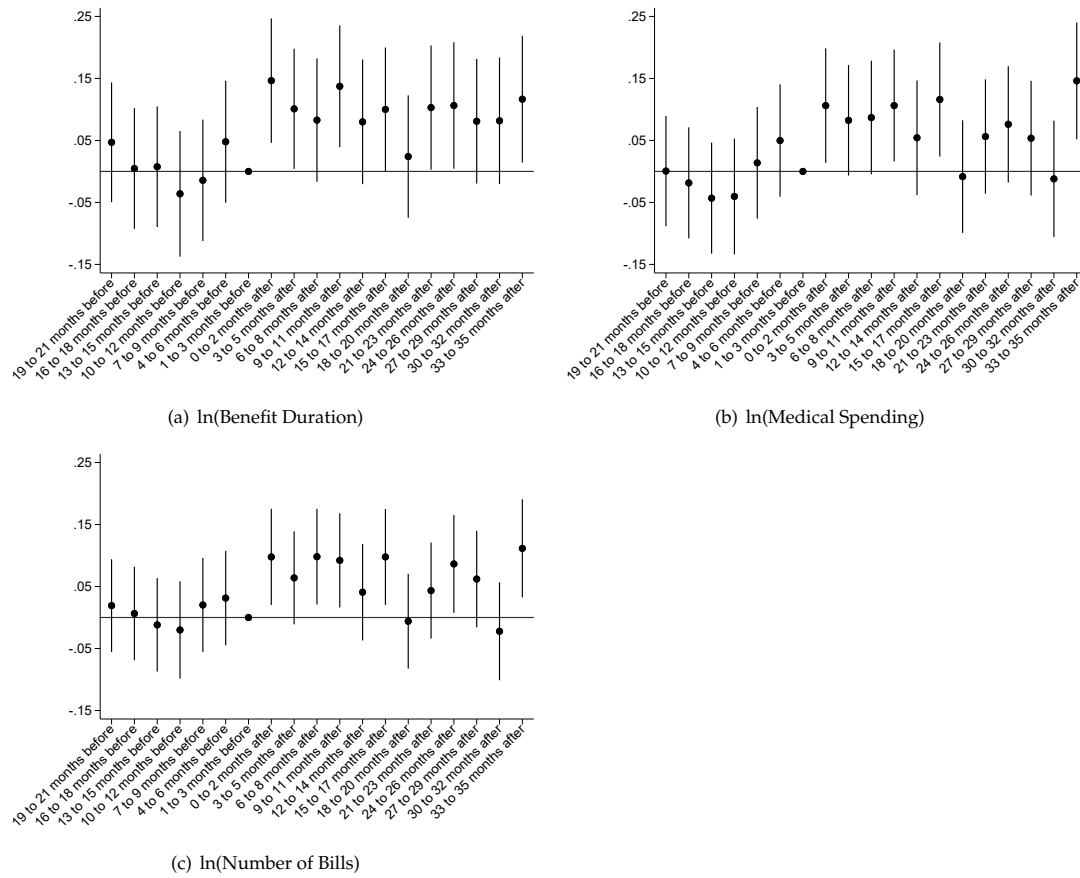 .25
.15
.05
-.05
-.15
19 to 21 months before
16 to 18 months before
13 to 15 months before
10 to 12 months before
7 to 9 months before
4 to 6 months before
1 to 3 months before
0 to 2 months after
3 to 5 months after
6 to 8 months after
9 to 11 months after
12 to 14 months after
15 to 17 months after
18 to 20 months after
21 to 23 months after
24 to 26 months after
27 to 29 months after
30 to 32 months after
33 to 35 months after
(a) ln(Benefit Duration)
.25
.15
.05
-.05
-.15
19 to 21 months before
16 to 18 months before
13 to 15 months before
10 to 12 months before
7 to 9 months before
4 to 6 months before
1 to 3 months before
0 to 2 months after
3 to 5 months after
6 to 8 months after
9 to 11 months after
12 to 14 months after
15 to 17 months after
18 to 20 months after
21 to 23 months after
24 to 26 months after
27 to 29 months after
30 to 32 months after
33 to 35 months after
(b) ln(Medical Spending)
.25
.15
.05
-.05
-.15
19 to 21 months before
16 to 18 months before
13 to 15 months before
10 to 12 months before
7 to 9 months before
4 to 6 months before
1 to 3 months before
0 to 2 months after
3 to 5 months after
6 to 8 months after
9 to 11 months after
12 to 14 months after
15 to 17 months after
18 to 20 months after
21 to 23 months after
24 to 26 months after
27 to 29 months after
30 to 32 months after
33 to 35 months after
(c) ln(Number of Bills)